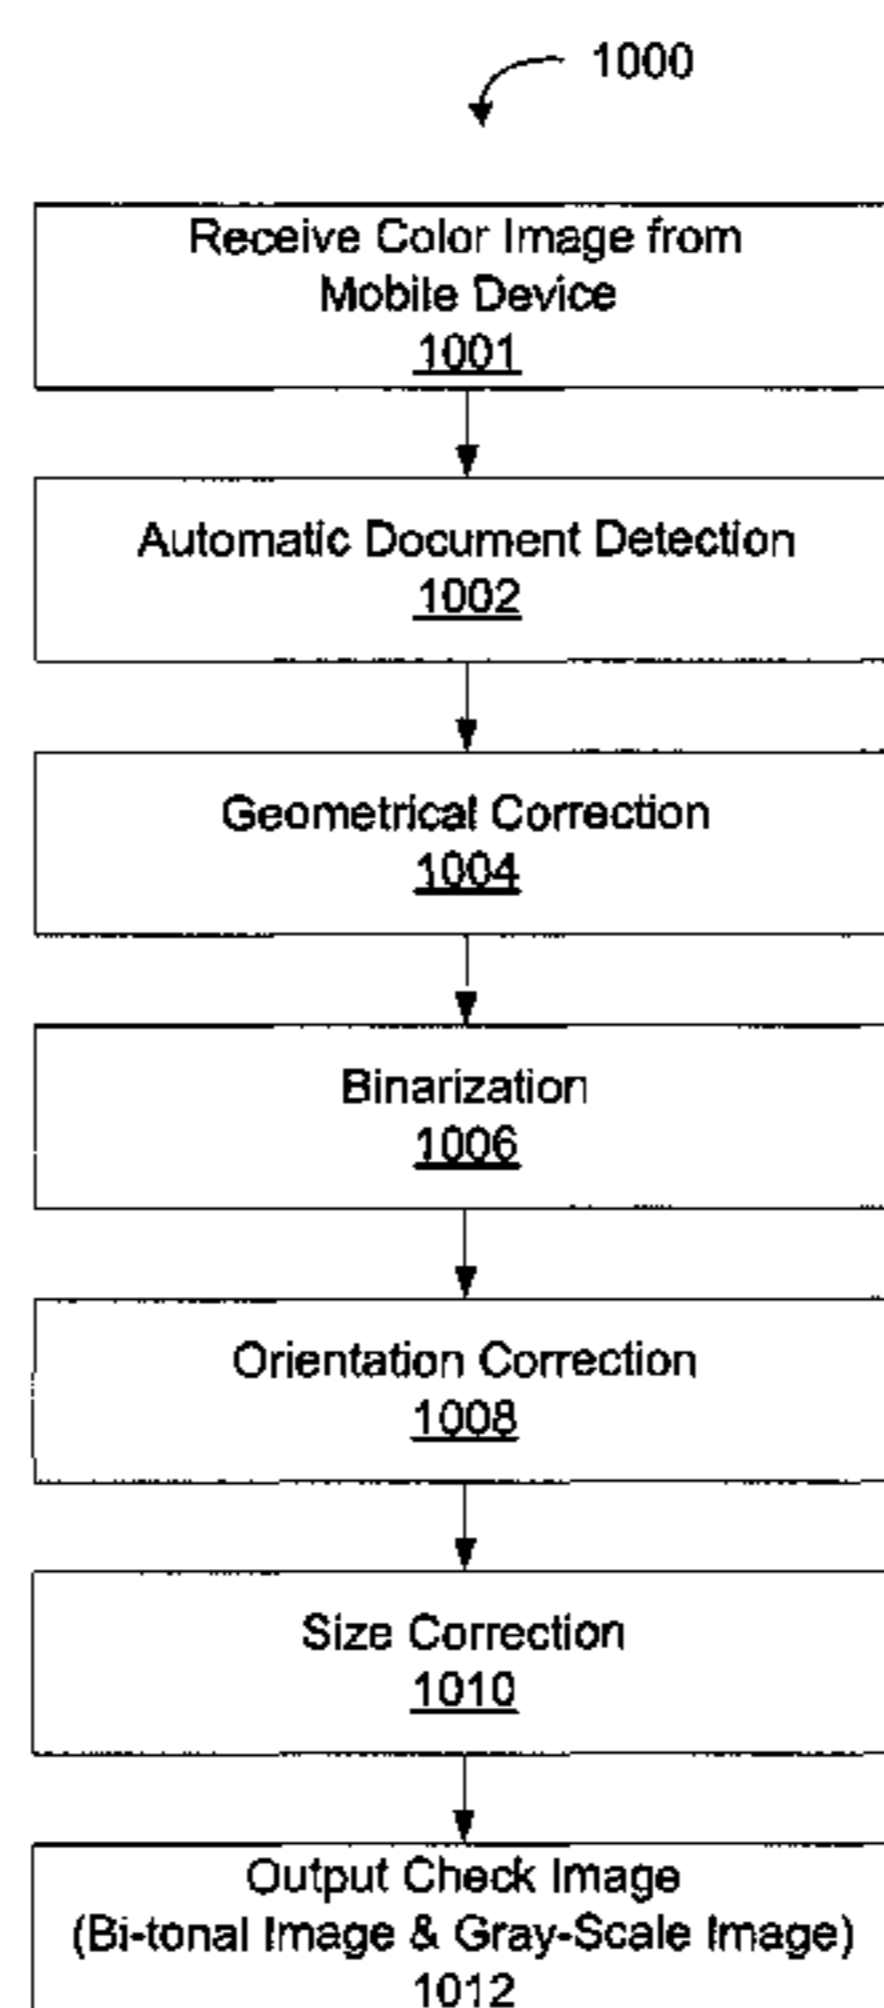 1000
Receive Color Image from
Mobile Device
1001
Automatic Document Detection
1002
Geometrical Correction
1004
Binarization
1006
Orientation Correction
1008
Size Correction
1010
Output Check Image
(Bi-tonal Image & Gray-Scale Image)
1012